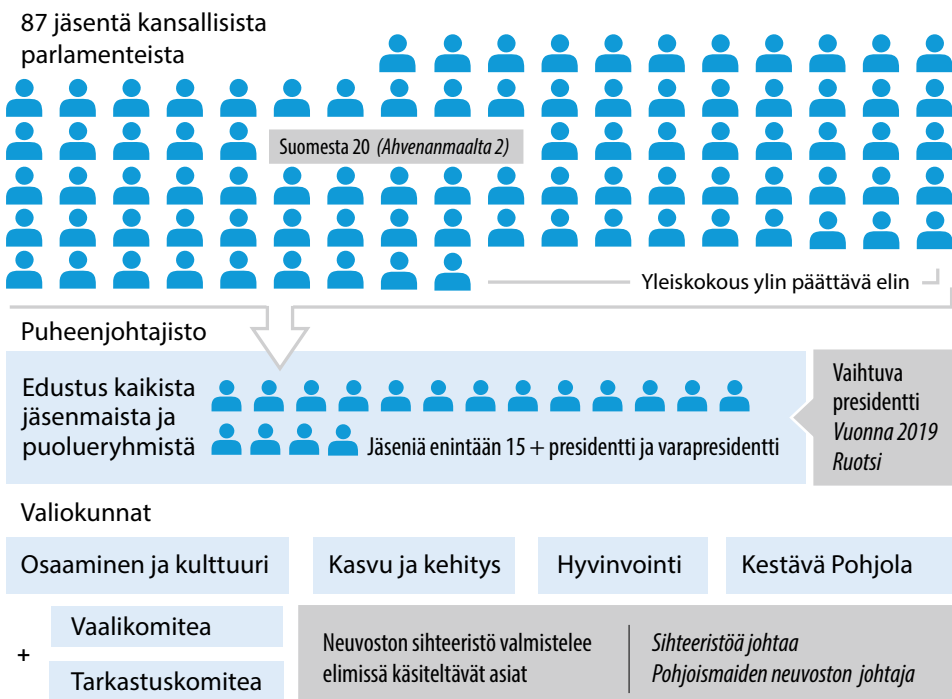 87 jäsentä kansallisista
parlamenteista
Suomesta 20 (Ahvenanmaalta 2)
Yleiskokous ylin päättävä elin
Puheenjohtajisto
Edustus kaikista
jäsenmaista ja
puolueryhmistä
Jäseniä enintään 15 + presidentti ja varapresidentti
Vaihtuva
presidentti
Vuonna 2019
Ruotsi
Valiokunnat
Osaaminen ja kulttuuri
Kasvu ja kehitys
Hyvinvointi
Kestävä Pohjola
+
Vaalikomitea
Tarkastuskomitea
Neuvoston sihteeristö valmistelee
elimissä käsiteltävät asiat
Sihteeristöä johtaa
Pohjoismaiden neuvoston johtaja